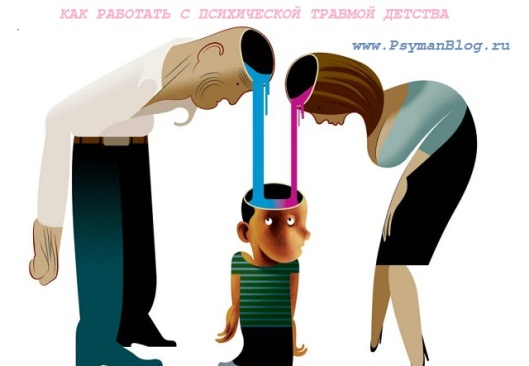 КАК РАБОТАТЬ С ПСИХИЧЕСКОЙ ТРАВМОЙ ДЕТСТВА
www.PsymanBlog.ru